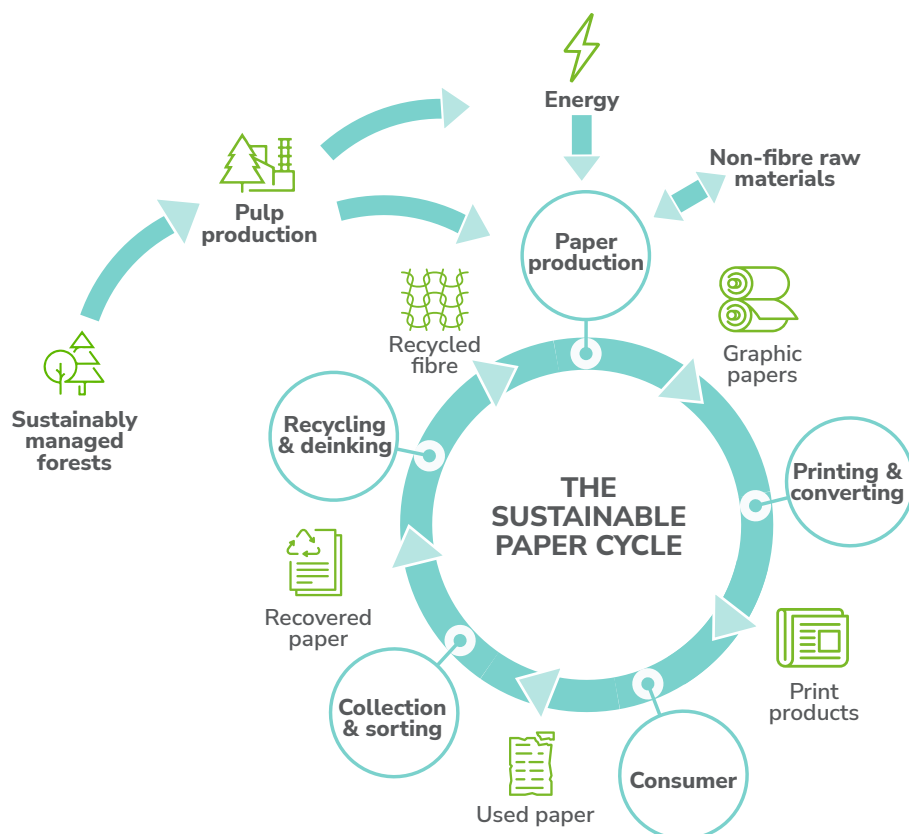 Energy
Non-fibre raw
materials
Pulp
production
Paper
production
Recycled
fibre
Graphic
papers
Sustainably
managed
forests
Recycling
& deinking
Printing &
converting
THE
SUSTAINABLE
PAPER CYCLE
Recovered
paper
Print
products
Collection
& sorting
Used paper
Consumer